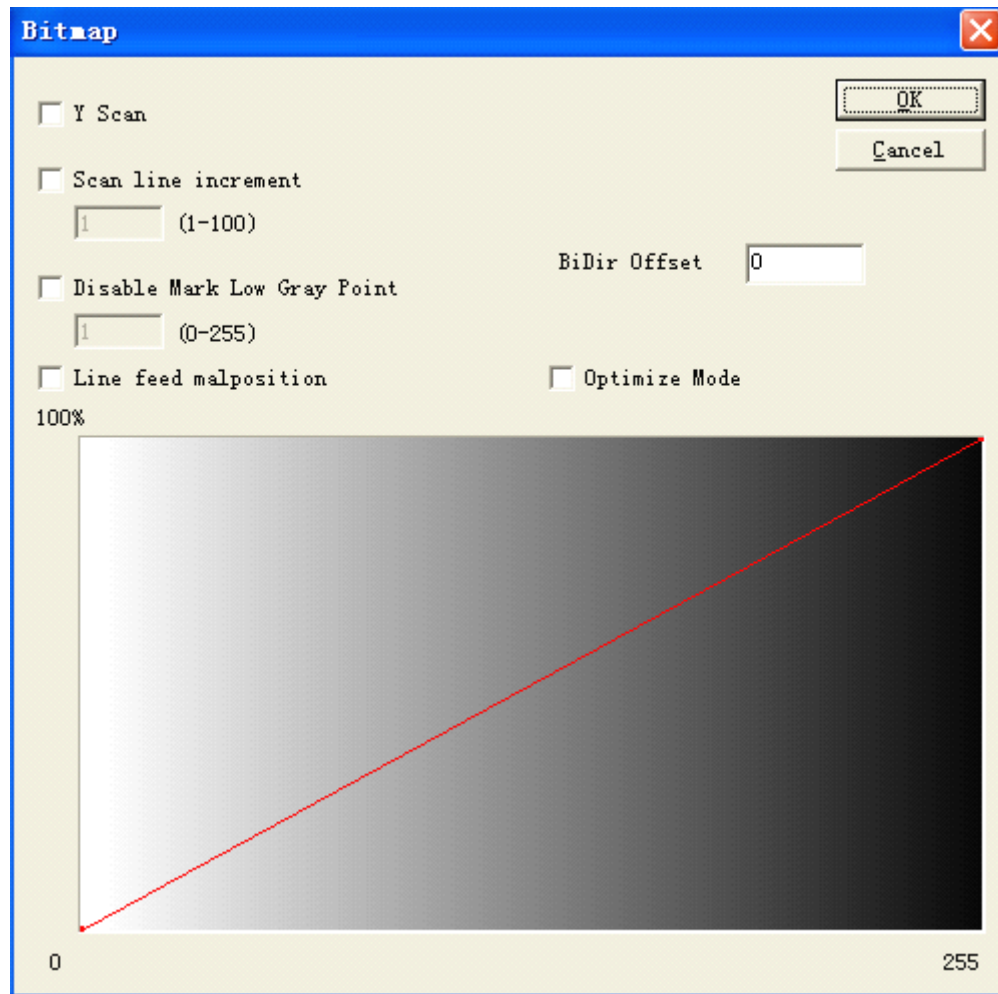 Bitmap
Y Scan
OK
Cancel
Scan line increment
1 (1-100)
BiDir Offset 0
Disable Mark Low Gray Point
1 (0-255)
Line feed malposition
Optimize Mode
100%
0
255